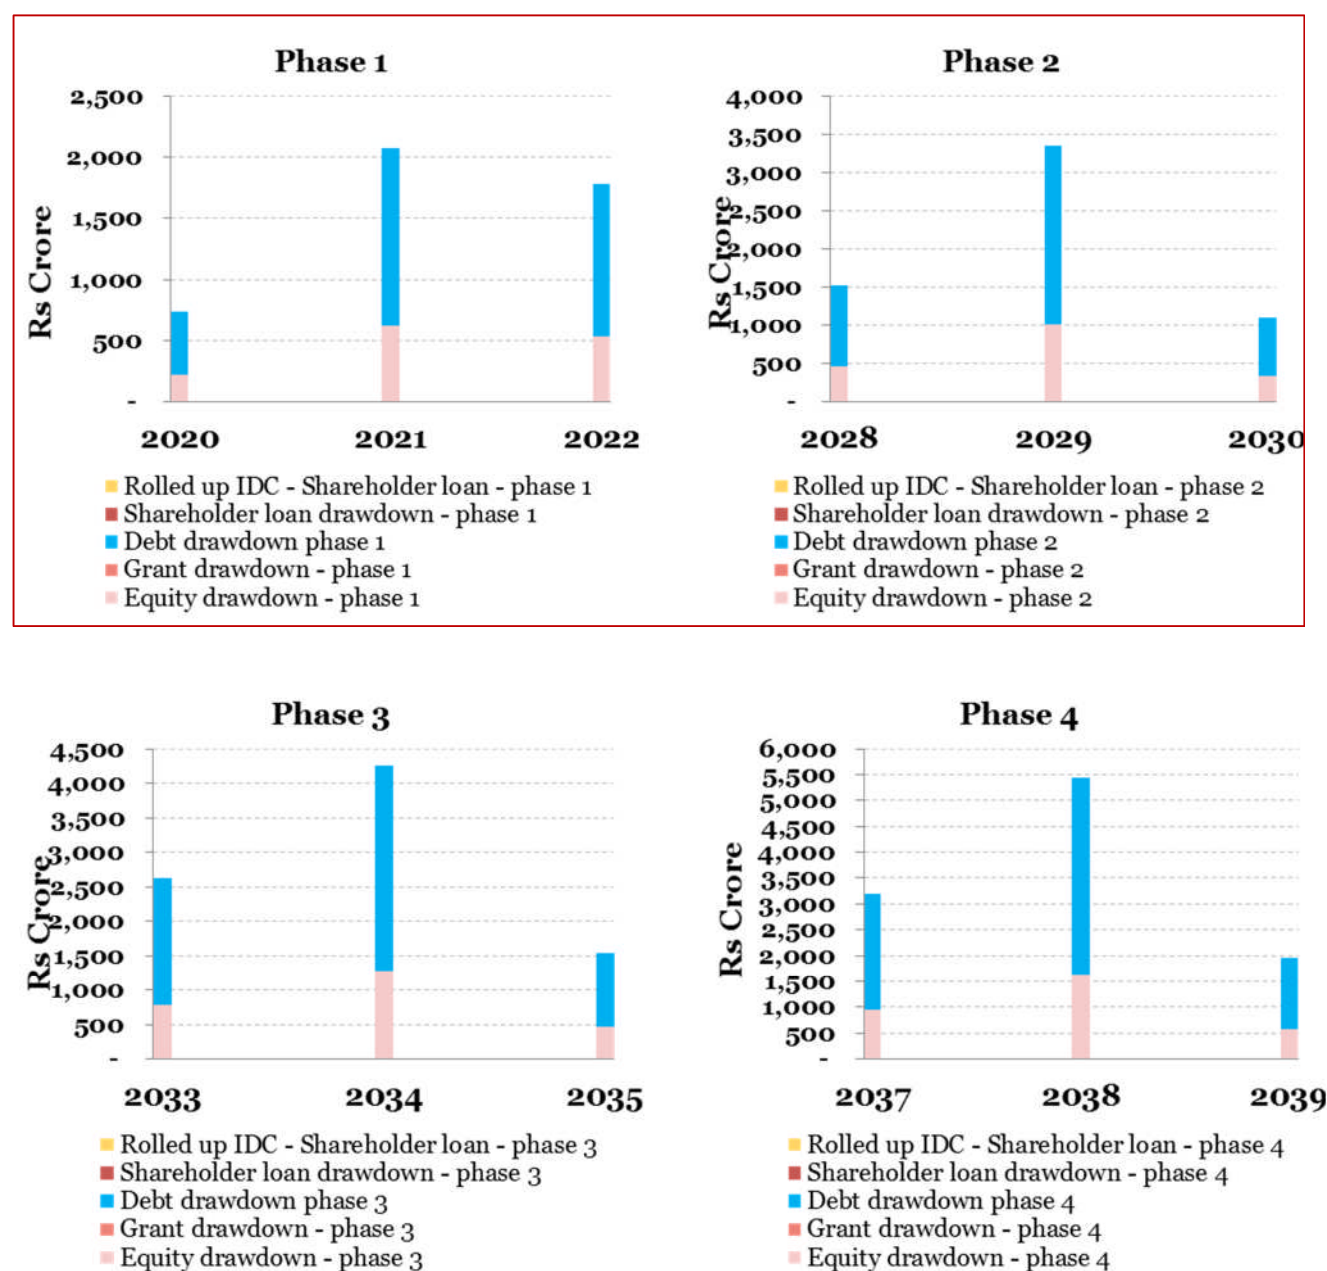 Phase 1
2,500
2,000
1,500
1,000
500
-
Rs Crore
2020 2021 2022
Rolled up IDC - Shareholder loan - phase 1
Shareholder loan drawdown - phase 1
Debt drawdown phase 1
Grant drawdown - phase 1
Equity drawdown - phase 1
Phase 2
4,000
3,500
3,000
2,500
2,000
1,500
1,000
500
-
Rs Crore
2028 2029 2030
Rolled up IDC - Shareholder loan - phase 2
Shareholder loan drawdown - phase 2
Debt drawdown phase 2
Grant drawdown - phase 2
Equity drawdown - phase 2
Phase 3
4,500
4,000
3,500
3,000
2,500
2,000
1,500
1,000
500
-
Rs Crore
2033 2034 2035
Rolled up IDC - Shareholder loan - phase 3
Shareholder loan drawdown - phase 3
Debt drawdown phase 3
Grant drawdown - phase 3
Equity drawdown - phase 3
Phase 4
6,000
5,500
5,000
4,500
4,000
3,500
3,000
2,500
2,000
1,500
1,000
500
-
Rs Crore
2037 2038 2039
Rolled up IDC - Shareholder loan - phase 4
Shareholder loan drawdown - phase 4
Debt drawdown phase 4
Grant drawdown - phase 4
Equity drawdown - phase 4